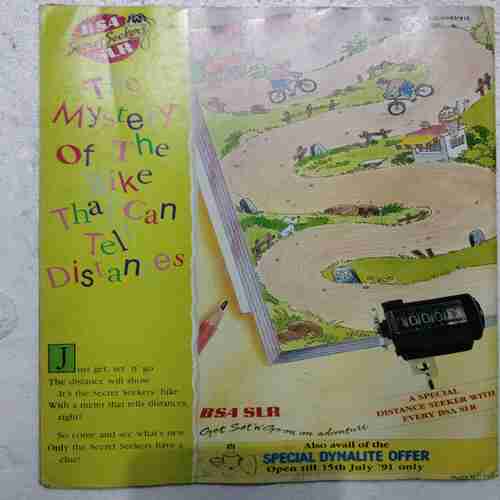 BSA
Secret Seekers
SLR
The
Mystery
Of The
Bike
That Can
Tell
Distances
Just get, set 'n' go
The distance will show
It's the Secret Seekers' bike
With a meter that tells distances,
right?
So come and see what's new
Only the Secret Seekers have a
clue!
BSA SLR
Get Set 'n' Go on an adventure
A SPECIAL
DISTANCE SEEKER WITH
EVERY BSA SLR
Also avail of the
SPECIAL DYNALITE OFFER
Open till 15th July '91 only